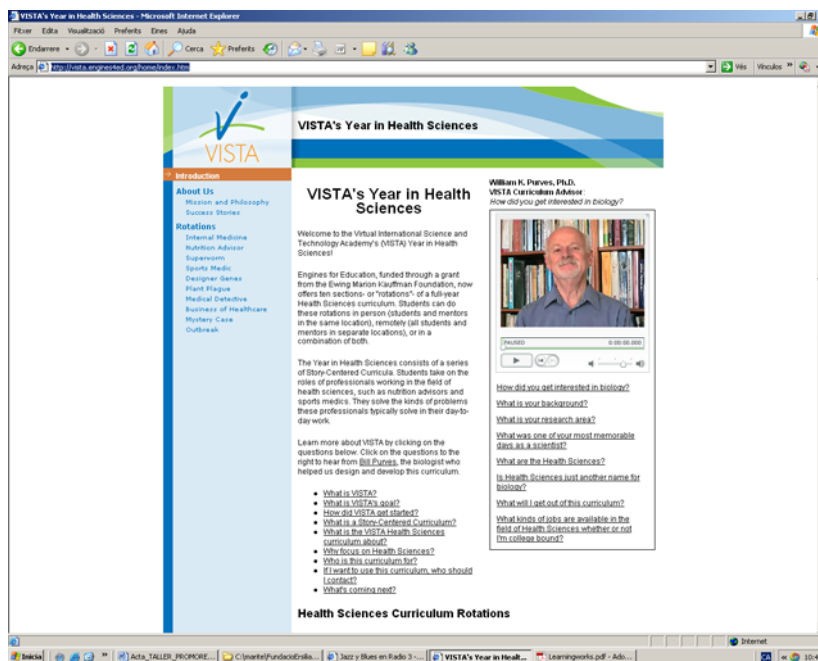 VISTA's Year in Health Sciences - Microsoft Internet Explorer
Fitxer Edita Visualització Preferits Eines Ajuda
Endarrere Cerca Preferits
Adreça http://vista.engines4ed.org/home/index.htm Vés Vínculos
VISTA
VISTA's Year in Health Sciences
Introduction
About Us
Mission and Philosophy
Success Stories
Rotations
Internal Medicine
Nutrition Advisor
Superworm
Sports Medic
Designer Genes
Plant Plague
Medical Detective
Business of Healthcare
Mystery Case
Outbreak
VISTA's Year in Health
Sciences
Welcome to the Virtual International Science and
Technology Academy's (VISTA) Year in Health
Sciences!
Engines for Education, funded through a grant
from the Ewing Marion Kauffman Foundation, now
offers ten sections- or "rotations"- of a full-year
Health Sciences curriculum. Students can do
these rotations in person (students and mentors
in the same location), remotely (all students and
mentors in separate locations), or in a
combination of both.
The Year in Health Sciences consists of a series
of Story-Centered Curricula. Students take on the
roles of professionals working in the field of
health sciences, such as nutrition advisors and
sports medics. They solve the kinds of problems
these professionals typically solve in their day-to-
day work.
Learn more about VISTA by clicking on the
questions below. Click on the questions to the
right to hear from Bill Purves, the biologist who
helped us design and develop this curriculum.
• What is VISTA?
• What is VISTA's goal?
• How did VISTA get started?
• What is a Story-Centered Curriculum?
• What is the VISTA Health Sciences
curriculum about?
• Why focus on Health Sciences?
• Who is this curriculum for?
• If I want to use this curriculum, who should
I contact?
• What's coming next?
Health Sciences Curriculum Rotations
William K. Purves, Ph.D.
VISTA Curriculum Advisor:
How did you get interested in biology?
PAUSED 0:00:00.000
How did you get interested in biology?
What is your background?
What is your research area?
What was one of your most memorable
days as a scientist?
What are the Health Sciences?
Is Health Sciences just another name for
biology?
What will I get out of this curriculum?
What kinds of jobs are available in the
field of Health Sciences whether or not
I'm college bound?
Internet
Inicia Acta_TALLER_PROMORE... C:\maritel\FundacioErsilia... Jazz y Blues en Radio 3 -... VISTA's Year in Healt... Learningworks.pdf - Ado... CA